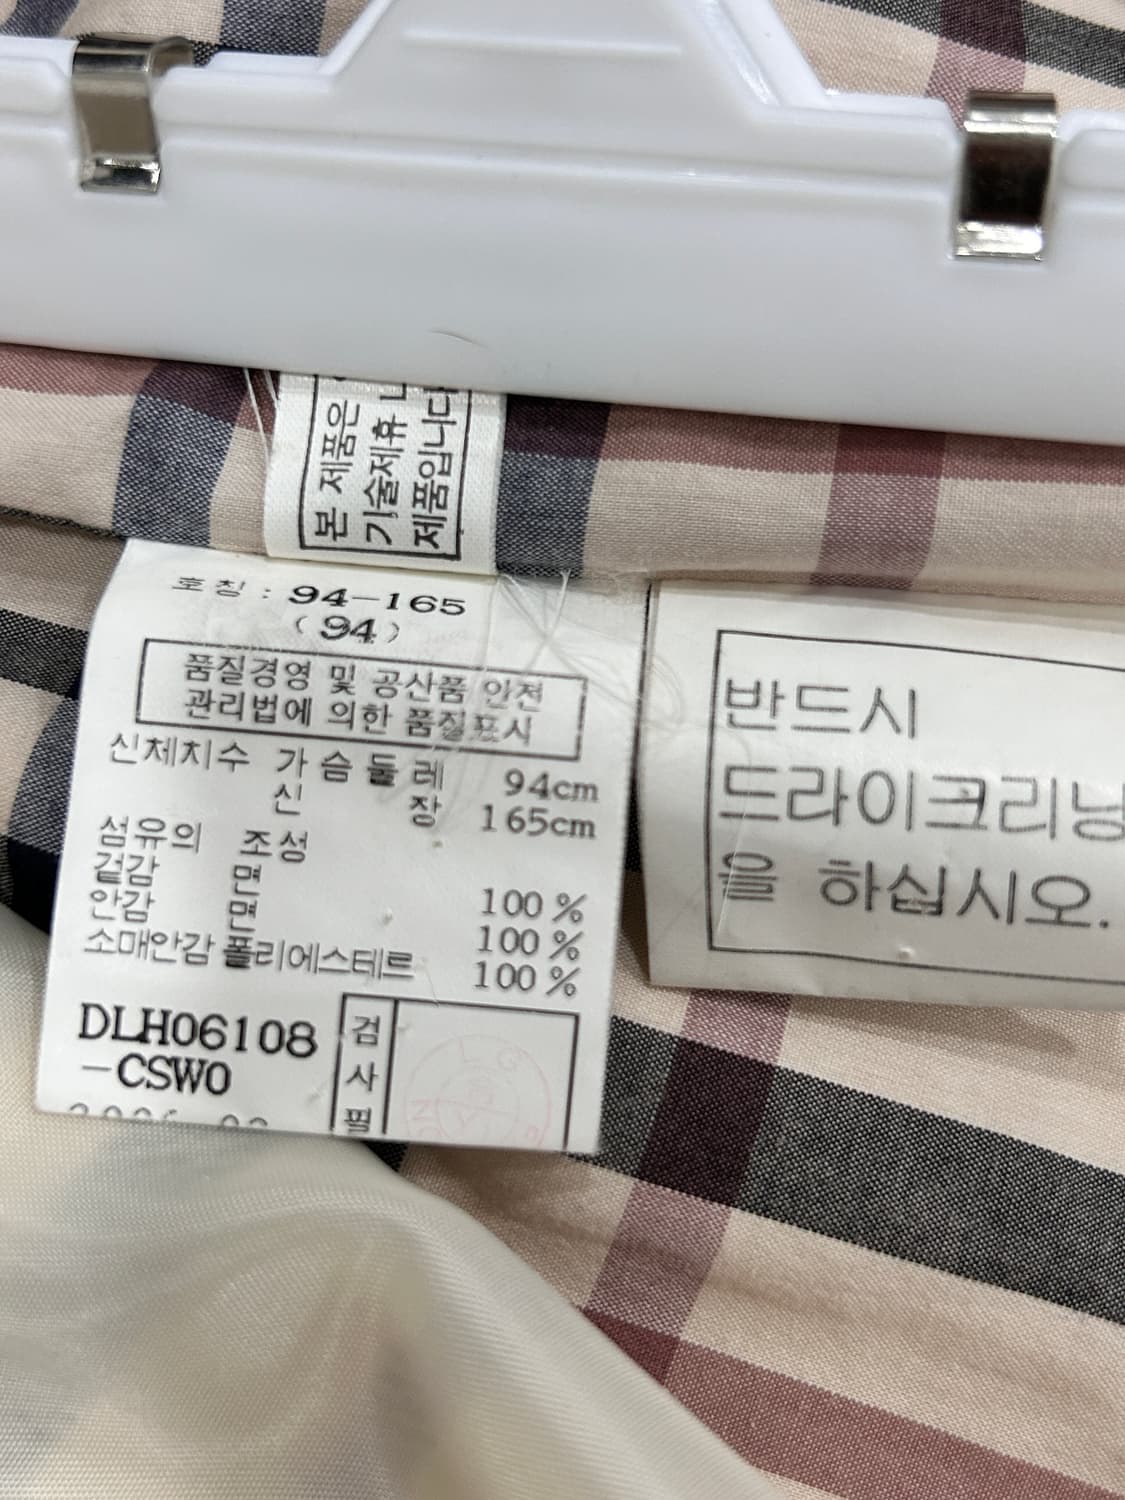 본 제품은
기술제휴
제품입니다
호칭 : 94-165
(94)
품질경영 및 공산품 안전
관리법에 의한 품질표시
신체치수 가슴둘레 94cm
신 장 165cm
섬유의 조성
겉감 면 100 %
안감 면 100 %
소매안감 폴리에스테르 100 %
DLH06108
-CSW0
검
사
필
L G
반드시
드라이크리닝
을 하십시오.